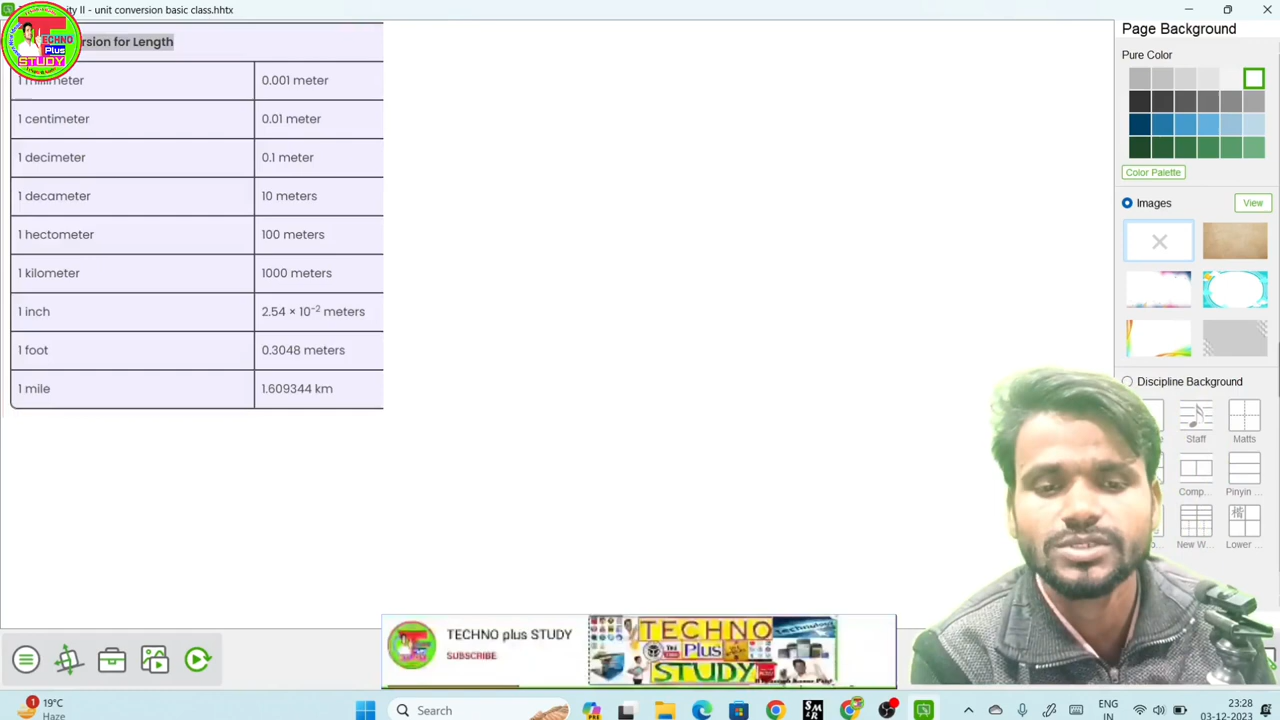 ity II - unit conversion basic class.hhtx
TECHNO
Plus
STUDY
rsion for Length
1 millimeter 0.001 meter
1 centimeter 0.01 meter
1 decimeter 0.1 meter
1 decameter 10 meters
1 hectometer 100 meters
1 kilometer 1000 meters
1 inch 2.54 × 10⁻² meters
1 foot 0.3048 meters
1 mile 1.609344 km
Page Background
Pure Color
Color Palette
Images View
Discipline Background
Staff Matts
Comp... Pinyin ...
New W... Lower ...
TECHNO plus STUDY
SUBSCRIBE
TECHNO
Plus
STUDY
19°C
Haze
Search
ENG
IN
23:28
03-12-2023